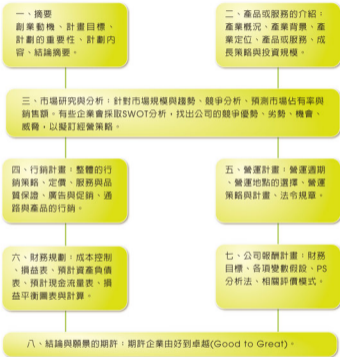 一、摘要
創業動機、計畫目標、
計劃的重要性、計劃內
容、結論摘要。
二、產品或服務的介紹：
產業概況、產業背景、產
業定位、產品或服務、成
長策略與投資規模。
三、市場研究與分析：針對市場規模與趨勢、競爭分析、預測市場佔有率與
銷售額。有些企業會採取SWOT分析，找出公司的競爭優勢、劣勢、機會、
威脅，以擬訂經營策略。
四、行銷計畫：整體的行
銷策略、定價、服務與品
質保證、廣告與促銷、通
路與產品的行銷。
五、營運計畫：營運週期
、營運地點的選擇、營運
策略與計畫、法令規章。
六、財務規劃：成本控制
、損益表、預計資產負債
表、預計現金流量表、損
益平衡圖表與計算。
七、公司報酬計畫：財務
目標、各項變數假設、PS
分析法、相關評價模式。
八、結論與願景的期許：期許企業由好到卓越(Good to Great)。